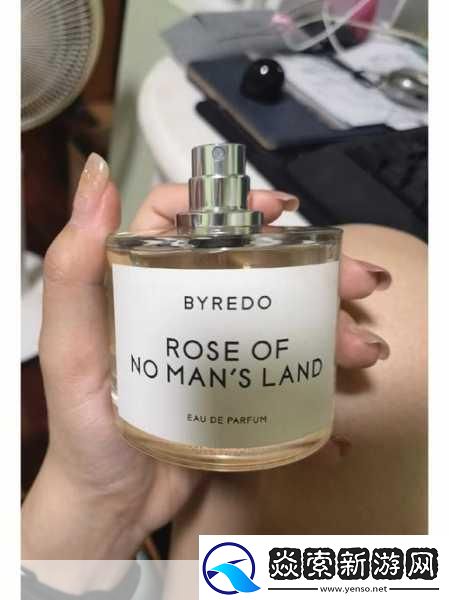 BYREDO
ROSE OF
NO MAN'S LAND
EAU DE PARFUM
焱索新游网
www.yenso.net